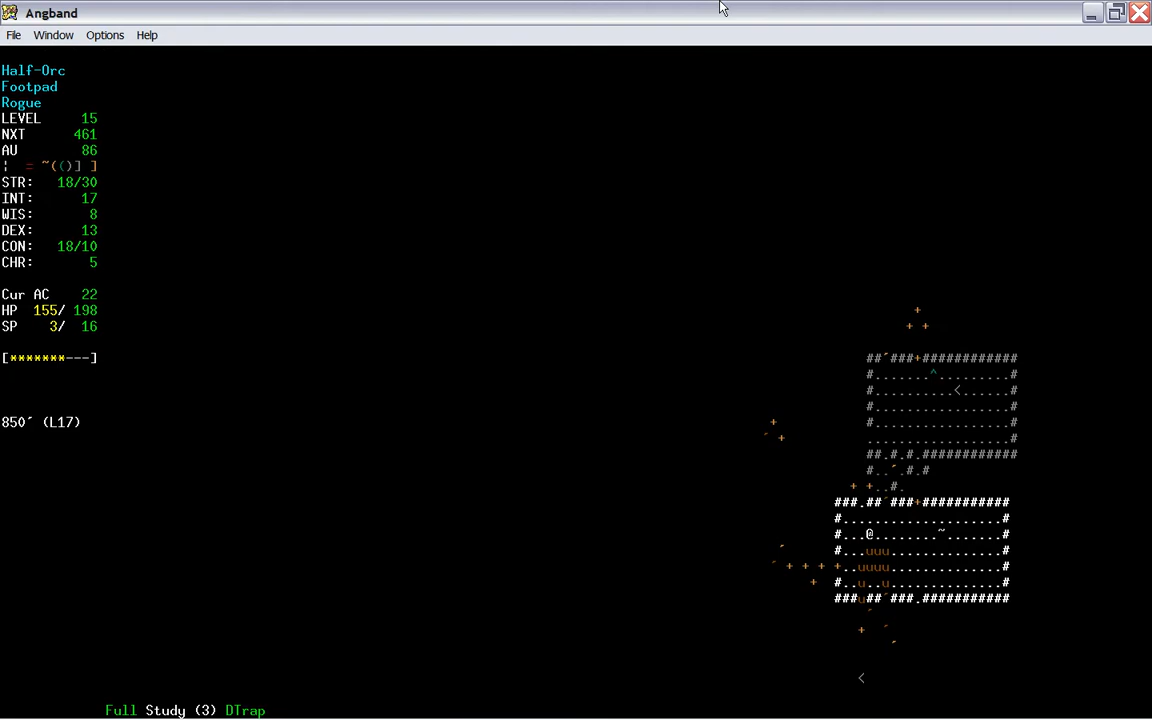 Angband
File Window Options Help
Half-Orc
Footpad
Rogue
LEVEL 15
NXT 461
AU 86
¦ = ~(()] ]
STR: 18/30
INT: 17
WIS: 8
DEX: 13
CON: 18/10
CHR: 5
Cur AC 22
HP 155/ 198
SP 3/ 16
[*******---]
850´ (L17)
+
+ +
##´###+############
#.......^.........#
#..........<......#
#.................#
+ #.................#
´ + ..................#
##.#.#.############
#..´.#.#
+ +..#.
###.##´###+###########
#....................#
#...@........~.......#
´ #...uuu..............#
´ + + + +..uuuu..............#
+ #..u..u..............#
###u##´###.###########
´
+ ´
´
<
Full Study (3) DTrap